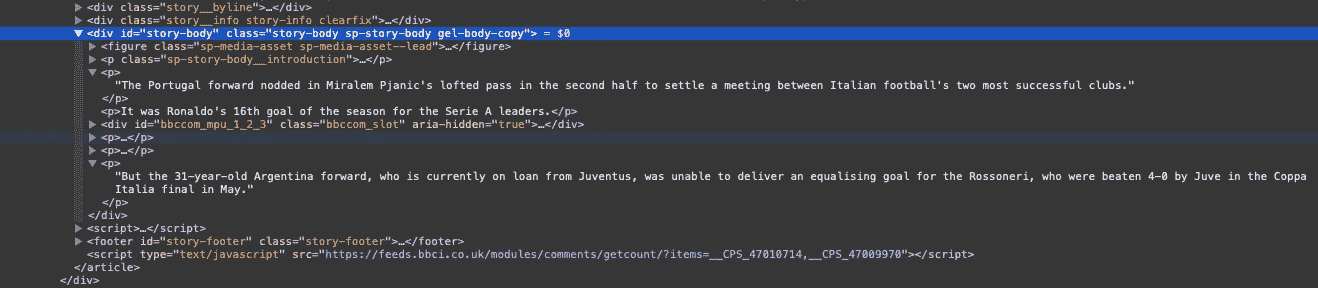 <div class="story__byline">…</div>
<div class="story__info story-info clearfix">…</div>
<div id="story-body" class="story-body sp-story-body gel-body-copy"> = $0
<figure class="sp-media-asset sp-media-asset--lead">…</figure>
<p class="sp-story-body__introduction">…</p>
<p>
"The Portugal forward nodded in Miralem Pjanic's lofted pass in the second half to settle a meeting between Italian football's two most successful clubs."
</p>
<p>It was Ronaldo's 16th goal of the season for the Serie A leaders.</p>
<div id="bbccom_mpu_1_2_3" class="bbccom_slot" aria-hidden="true">…</div>
<p>…</p>
<p>…</p>
<p>
"But the 31-year-old Argentina forward, who is currently on loan from Juventus, was unable to deliver an equalising goal for the Rossoneri, who were beaten 4-0 by Juve in the Coppa
Italia final in May."
</p>
</div>
<script>…</script>
<footer id="story-footer" class="story-footer">…</footer>
<script type="text/javascript" src="https://feeds.bbci.co.uk/modules/comments/getcount/?items=__CPS_47010714,__CPS_47009970"></script>
</article>
</div>